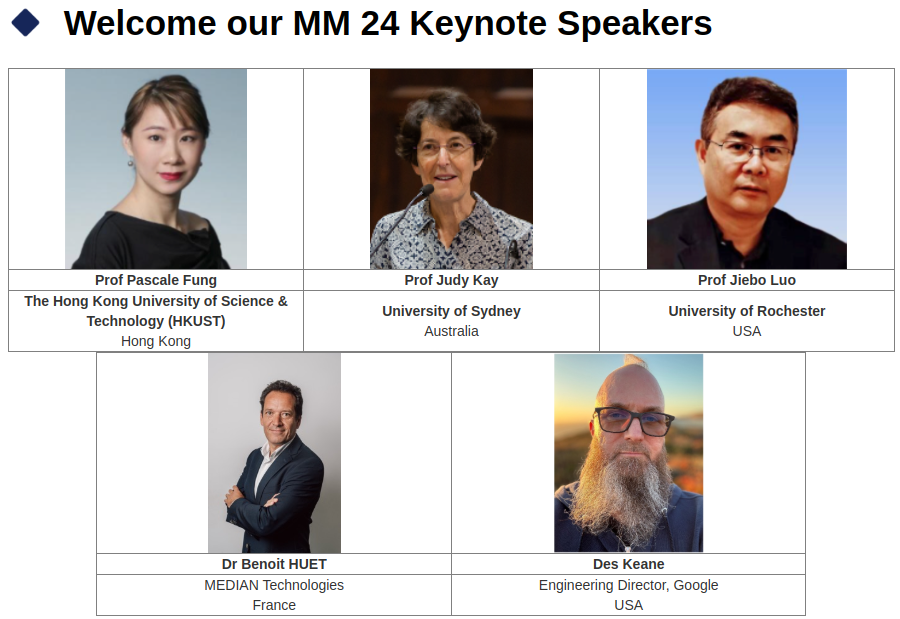 Welcome our MM 24 Keynote Speakers
Prof Pascale Fung
Prof Judy Kay
Prof Jiebo Luo
The Hong Kong University of Science &
Technology (HKUST)
Hong Kong
University of Sydney
Australia
University of Rochester
USA
Dr Benoit HUET
Des Keane
MEDIAN Technologies
France
Engineering Director, Google
USA